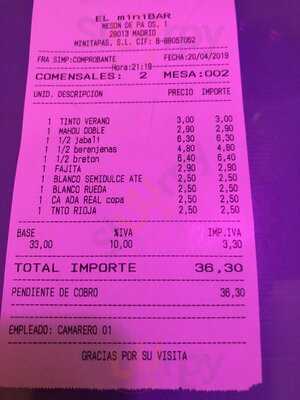 EL miniBAR
MESON DE PA OS, 1
28013 MADRID
MINITAPAS, S.L. CIF: B-88057062
FRA SIMP:COMPROBANTE FECHA:20/04/2019
Hora:21:19
COMENSALES: 2 MESA:002
UNID. DESCRIPCIÓN PRECIO IMPORTE
1 TINTO VERANO 3,00 3,00
1 MAHOU DOBLE 2,90 2,90
1 1/2 jabalí 6,30 6,30
1 1/2 berenjenas 4,80 4,80
1 1/2 breton 6,40 6,40
1 FAJITA 2,90 2,90
1 BLANCO SEMIDULCE ATE 2,50 2,50
1 BLANCO RUEDA 2,50 2,50
1 CA ADA REAL copa 2,50 2,50
1 TNTO RIOJA 2,50 2,50
BASE %IVA IMP.IVA
33,00 10,00 3,30
TOTAL IMPORTE 36,30
PENDIENTE DE COBRO 36,30
EMPLEADO: CAMARERO 01
GRACIAS POR SU VISITA